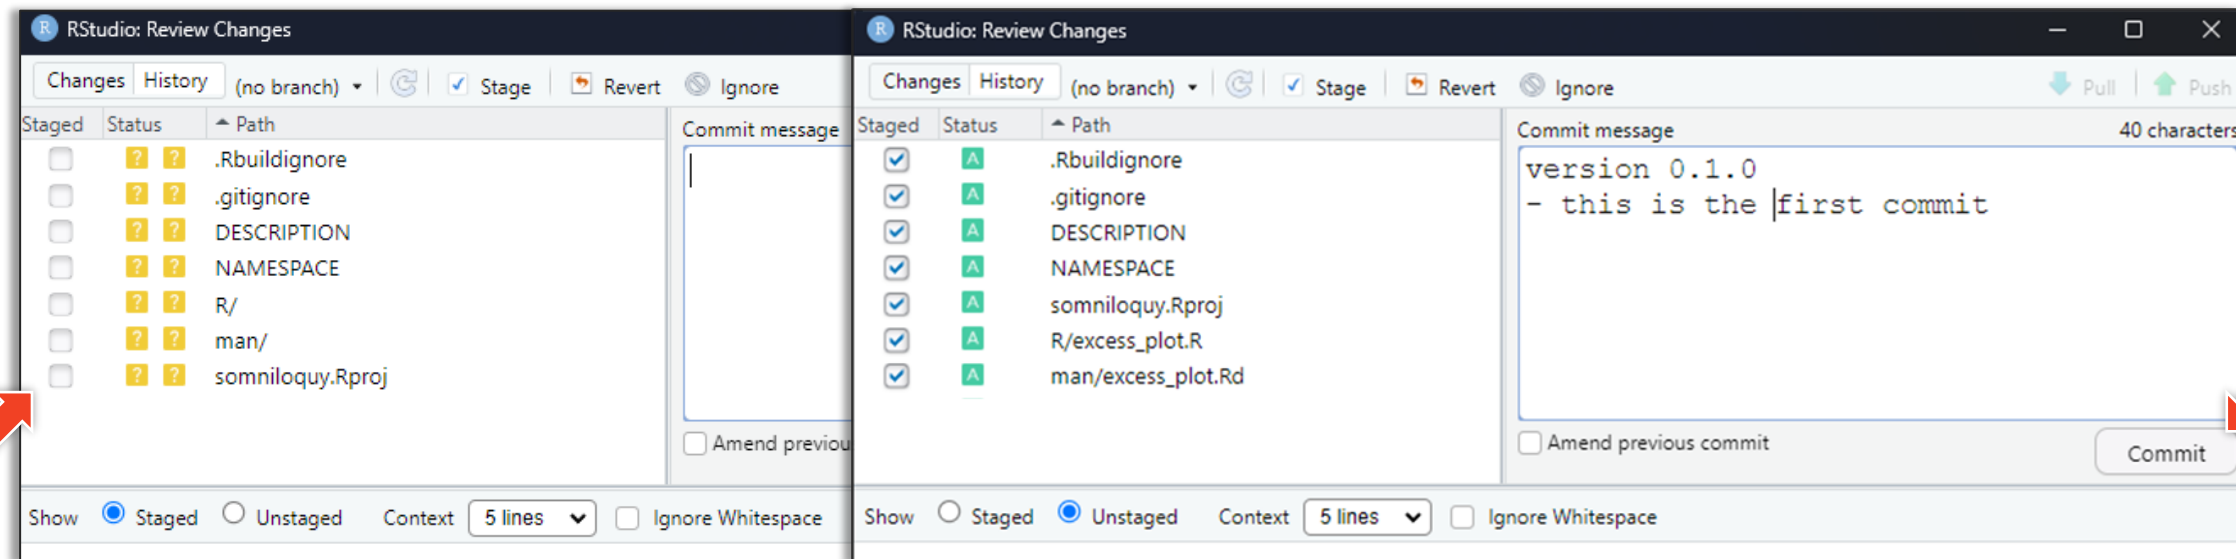 RStudio: Review Changes
Changes History (no branch) Stage Revert Ignore
Staged Status Path
? ? .Rbuildignore
? ? .gitignore
? ? DESCRIPTION
? ? NAMESPACE
? ? R/
? ? man/
? ? somniloquy.Rproj
Commit message
Amend previou
Show Staged Unstaged Context 5 lines Ignore Whitespace
RStudio: Review Changes
Changes History (no branch) Stage Revert Ignore Pull Push
Staged Status Path
A .Rbuildignore
A .gitignore
A DESCRIPTION
A NAMESPACE
A somniloquy.Rproj
A R/excess_plot.R
A man/excess_plot.Rd
Commit message 40 characters
version 0.1.0
- this is the first commit
Amend previous commit
Commit
Show Staged Unstaged Context 5 lines Ignore Whitespace